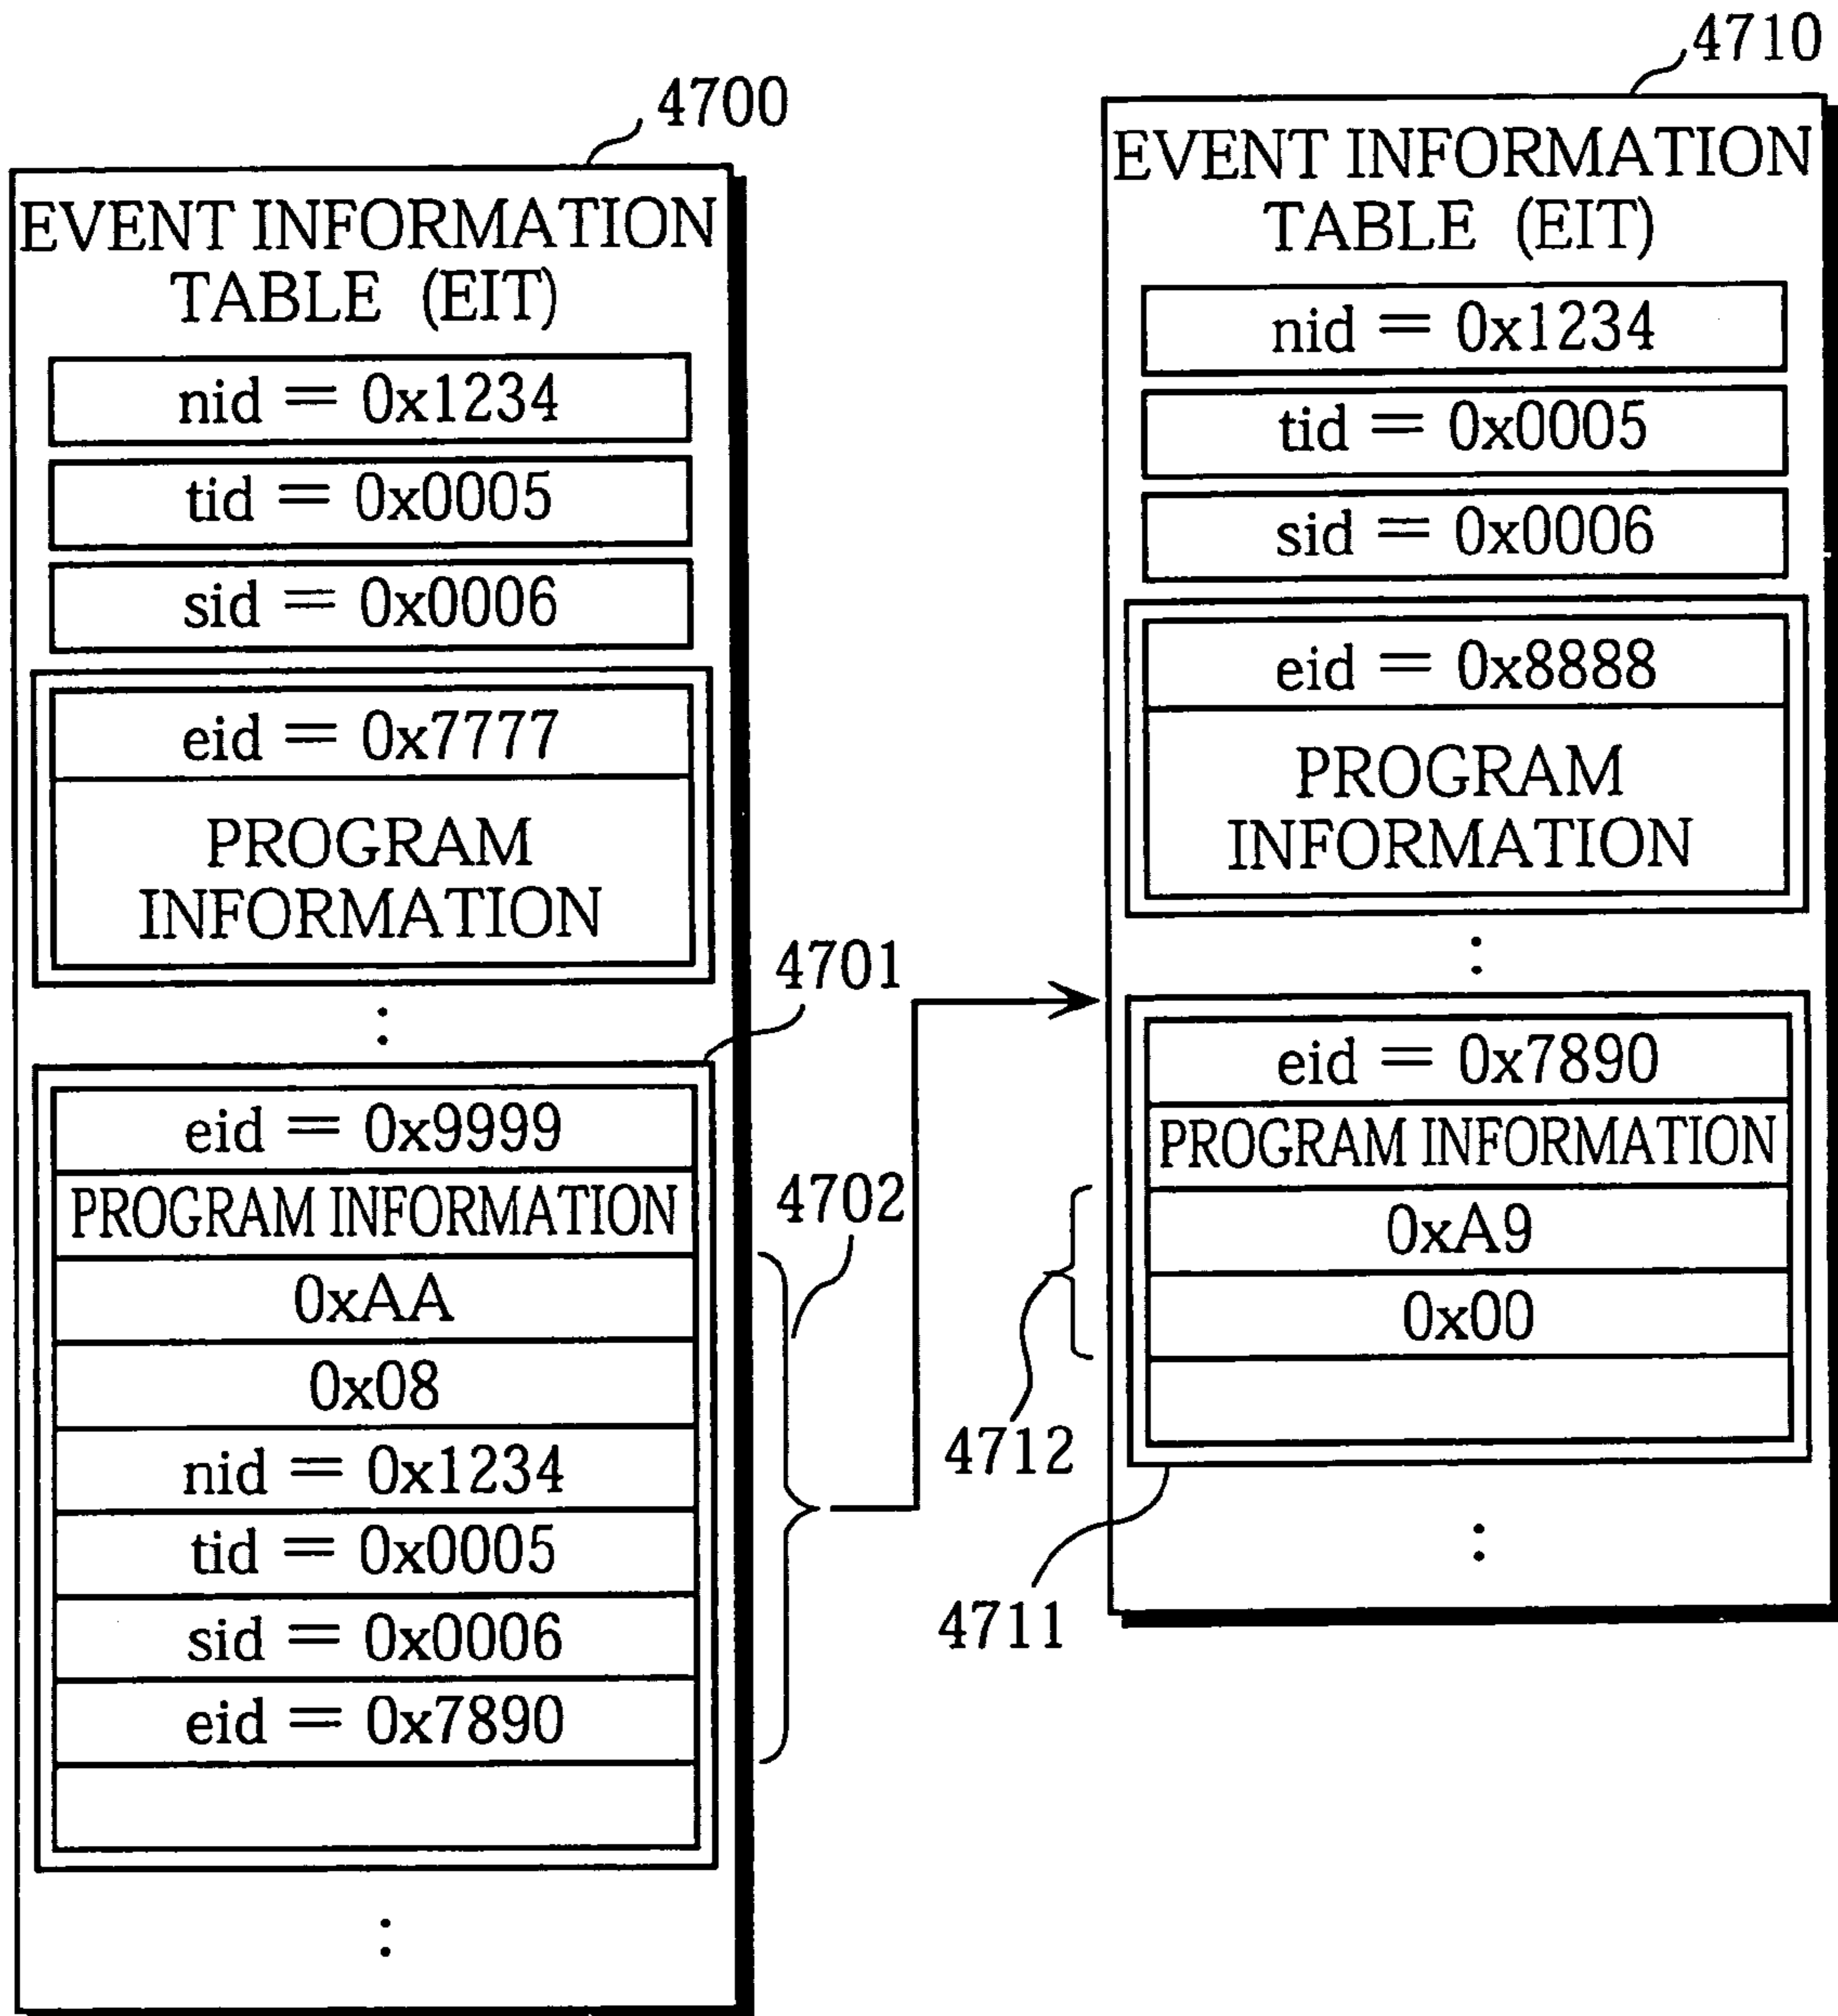 4700
EVENT INFORMATION
TABLE (EIT)
nid = 0x1234
tid = 0x0005
sid = 0x0006
eid = 0x7777
PROGRAM
INFORMATION
:
4701
eid = 0x9999
PROGRAM INFORMATION
4702
0xAA
0x08
nid = 0x1234
tid = 0x0005
sid = 0x0006
eid = 0x7890
:
4710
EVENT INFORMATION
TABLE (EIT)
nid = 0x1234
tid = 0x0005
sid = 0x0006
eid = 0x8888
PROGRAM
INFORMATION
:
eid = 0x7890
PROGRAM INFORMATION
0xA9
0x00
4712
4711
: